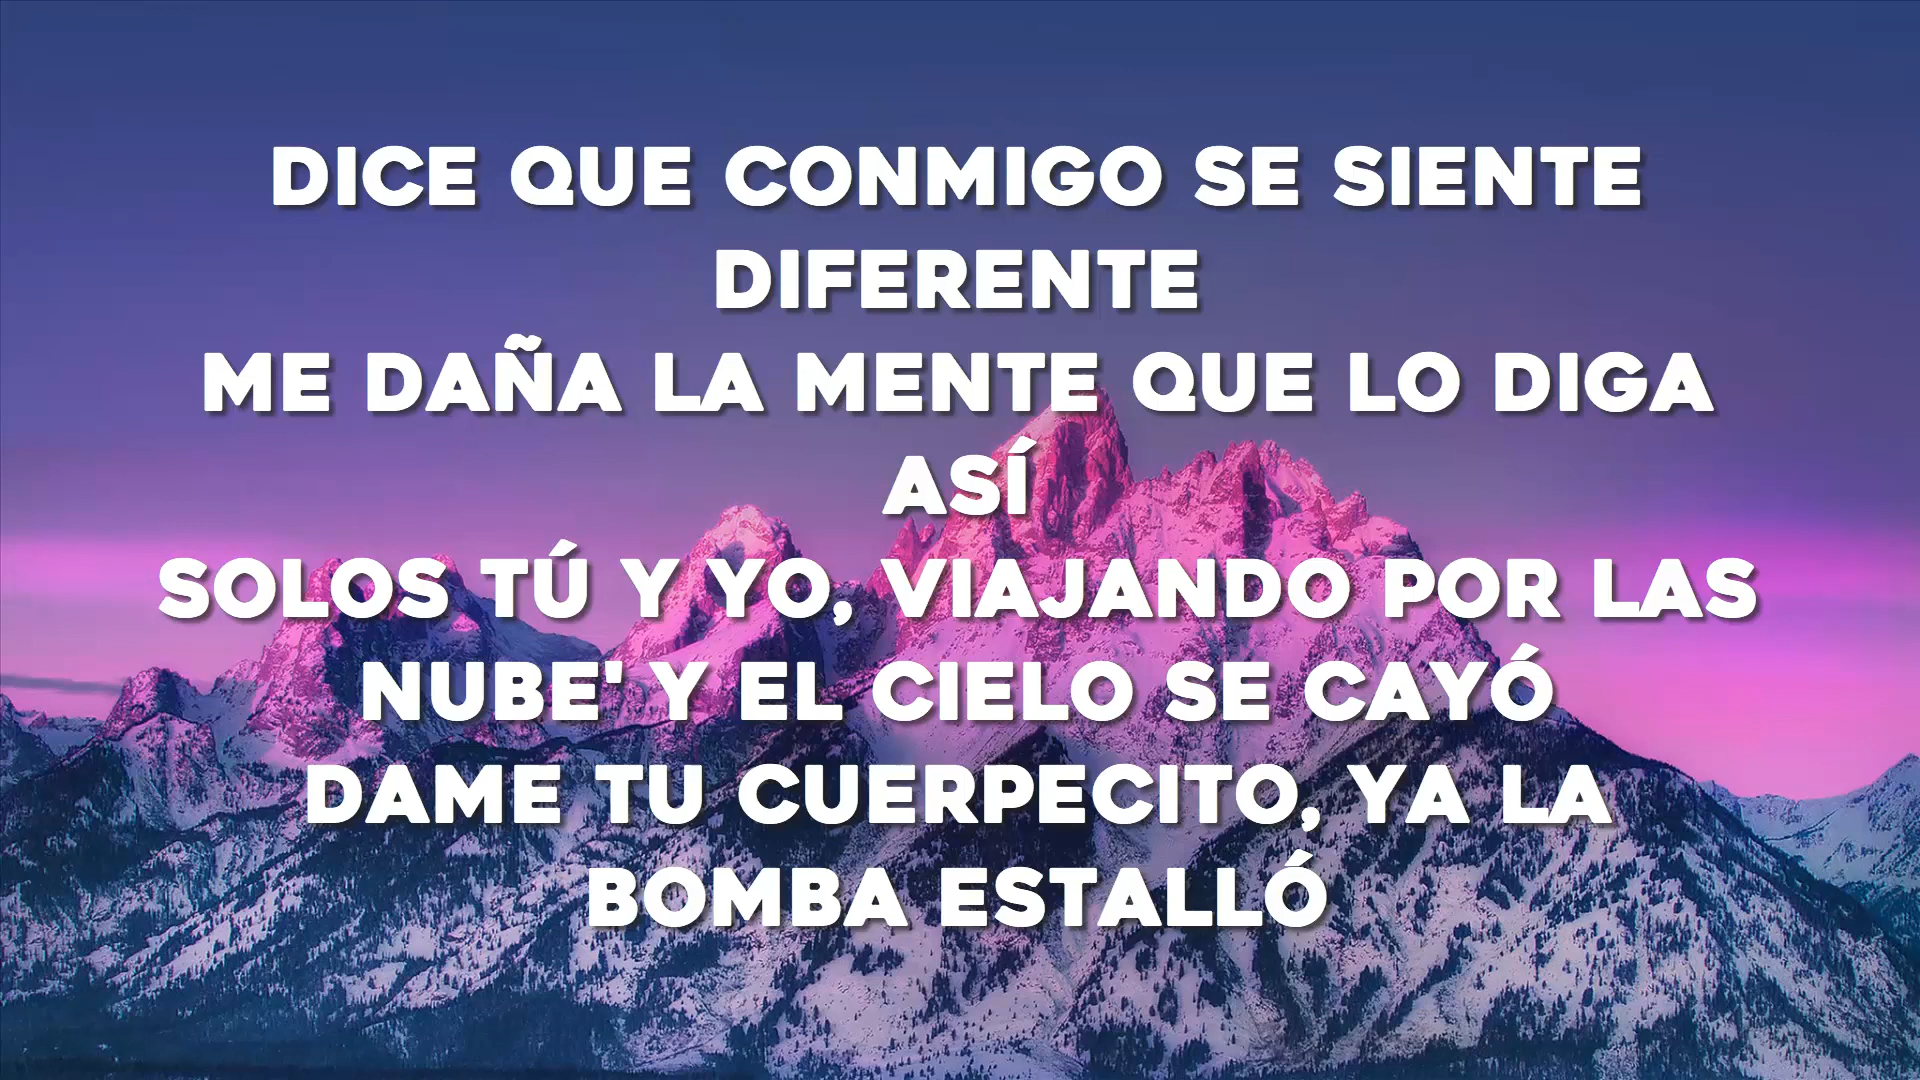 DICE QUE CONMIGO SE SIENTE
DIFERENTE
ME DAÑA LA MENTE QUE LO DIGA
ASÍ
SOLOS TÚ Y YO, VIAJANDO POR LAS
NUBE' Y EL CIELO SE CAYÓ
DAME TU CUERPECITO, YA LA
BOMBA ESTALLÓ